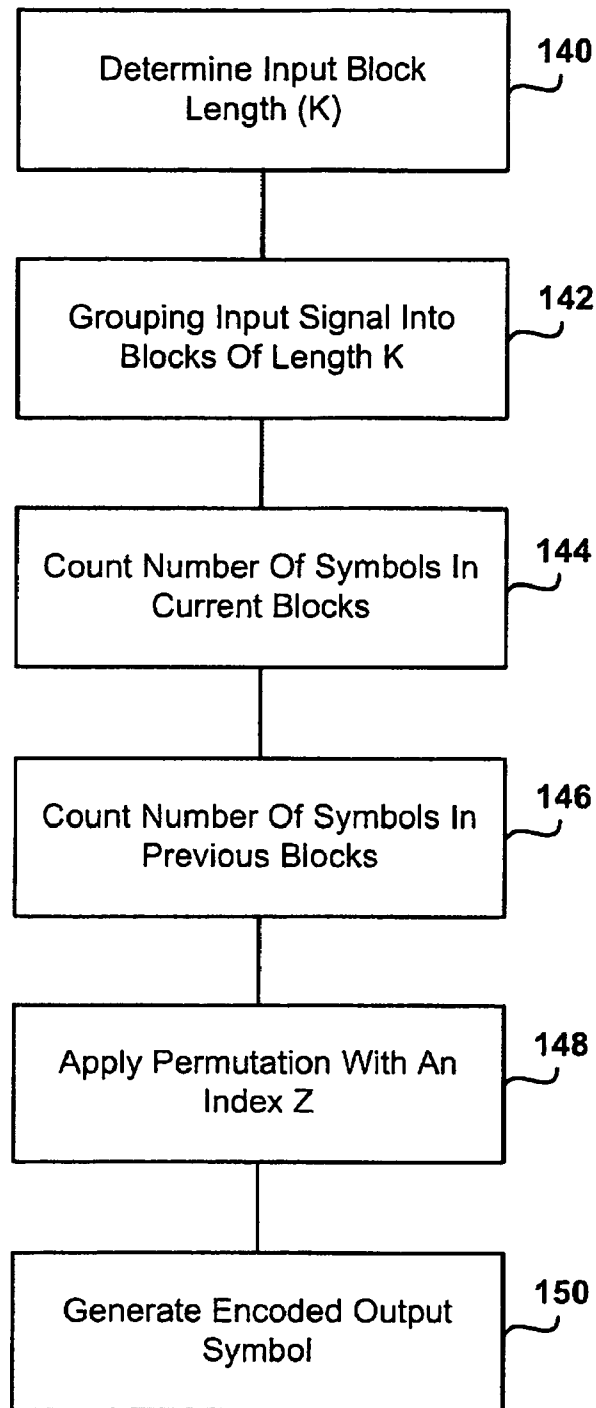 Determine Input Block
Length (K)
140
Grouping Input Signal Into
Blocks Of Length K
142
Count Number Of Symbols In
Current Blocks
144
Count Number Of Symbols In
Previous Blocks
146
Apply Permutation With An
Index Z
148
Generate Encoded Output
Symbol
150